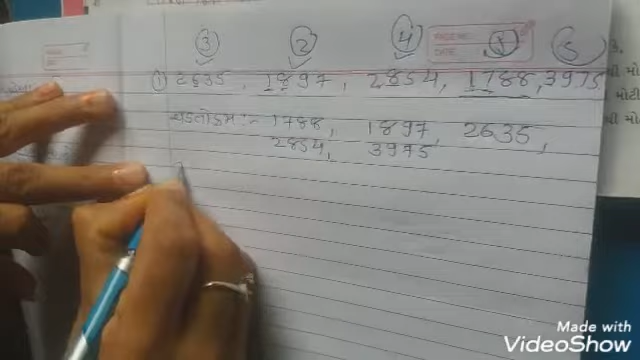 3 2 4 1 5
① 2635, 1897, 2854, 1788, 3975
ચડતોક્રમ :- 1788, 1897, 2635,
2854, 3975
Made with
VideoShow